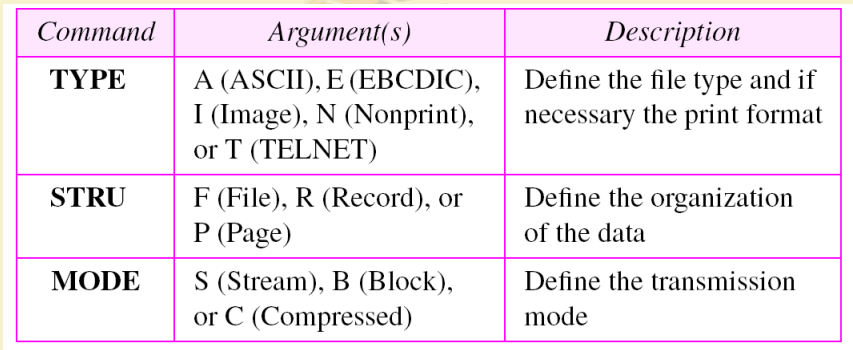 Command Argument(s) Description
TYPE A (ASCII), E (EBCDIC), Define the file type and if
I (Image), N (Nonprint), necessary the print format
or T (TELNET)
STRU F (File), R (Record), or Define the organization
P (Page) of the data
MODE S (Stream), B (Block), Define the transmission
or C (Compressed) mode